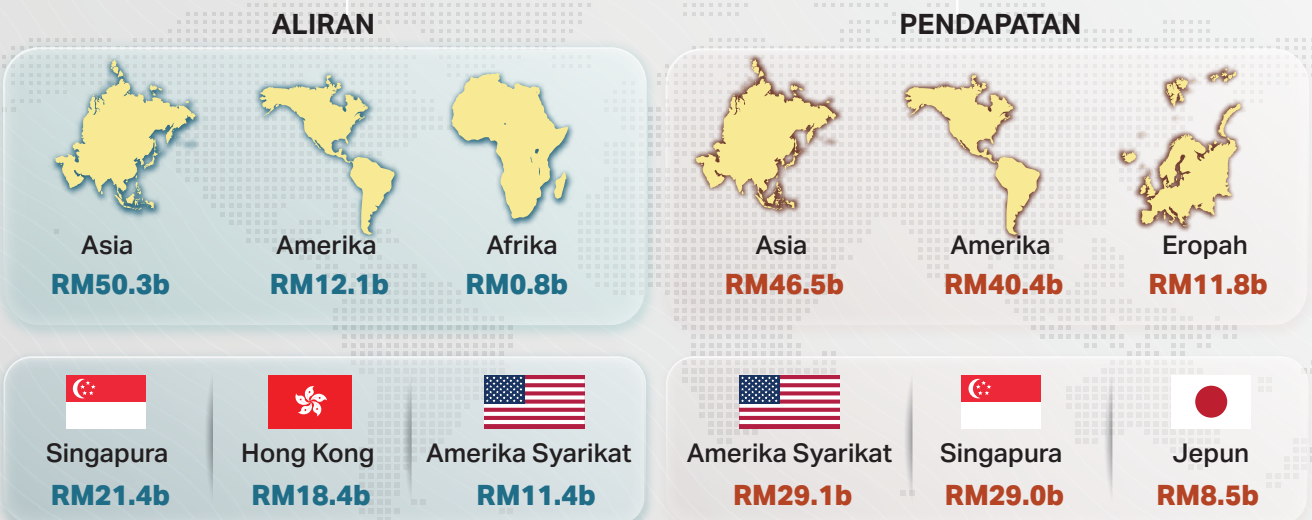 ALIRAN
Asia
RM50.3b
Amerika
RM12.1b
Afrika
RM0.8b
Singapura
RM21.4b
Hong Kong
RM18.4b
Amerika Syarikat
RM11.4b
PENDAPATAN
Asia
RM46.5b
Amerika
RM40.4b
Eropah
RM11.8b
Amerika Syarikat
RM29.1b
Singapura
RM29.0b
Jepun
RM8.5b